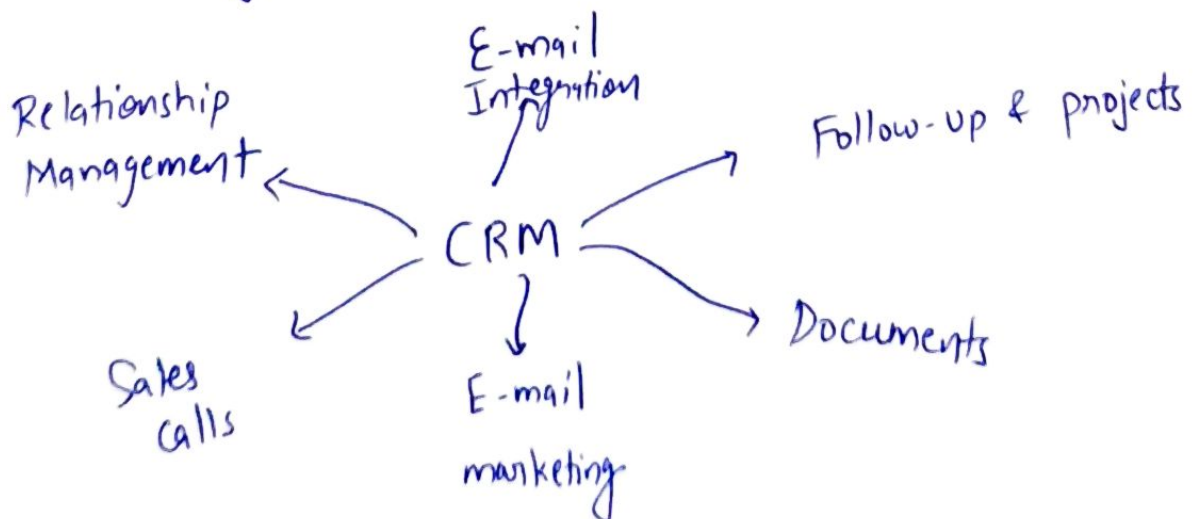 E-mail
Integration
Relationship
Management
Follow-up & projects
CRM
Documents
Sales
calls
E-mail
marketing